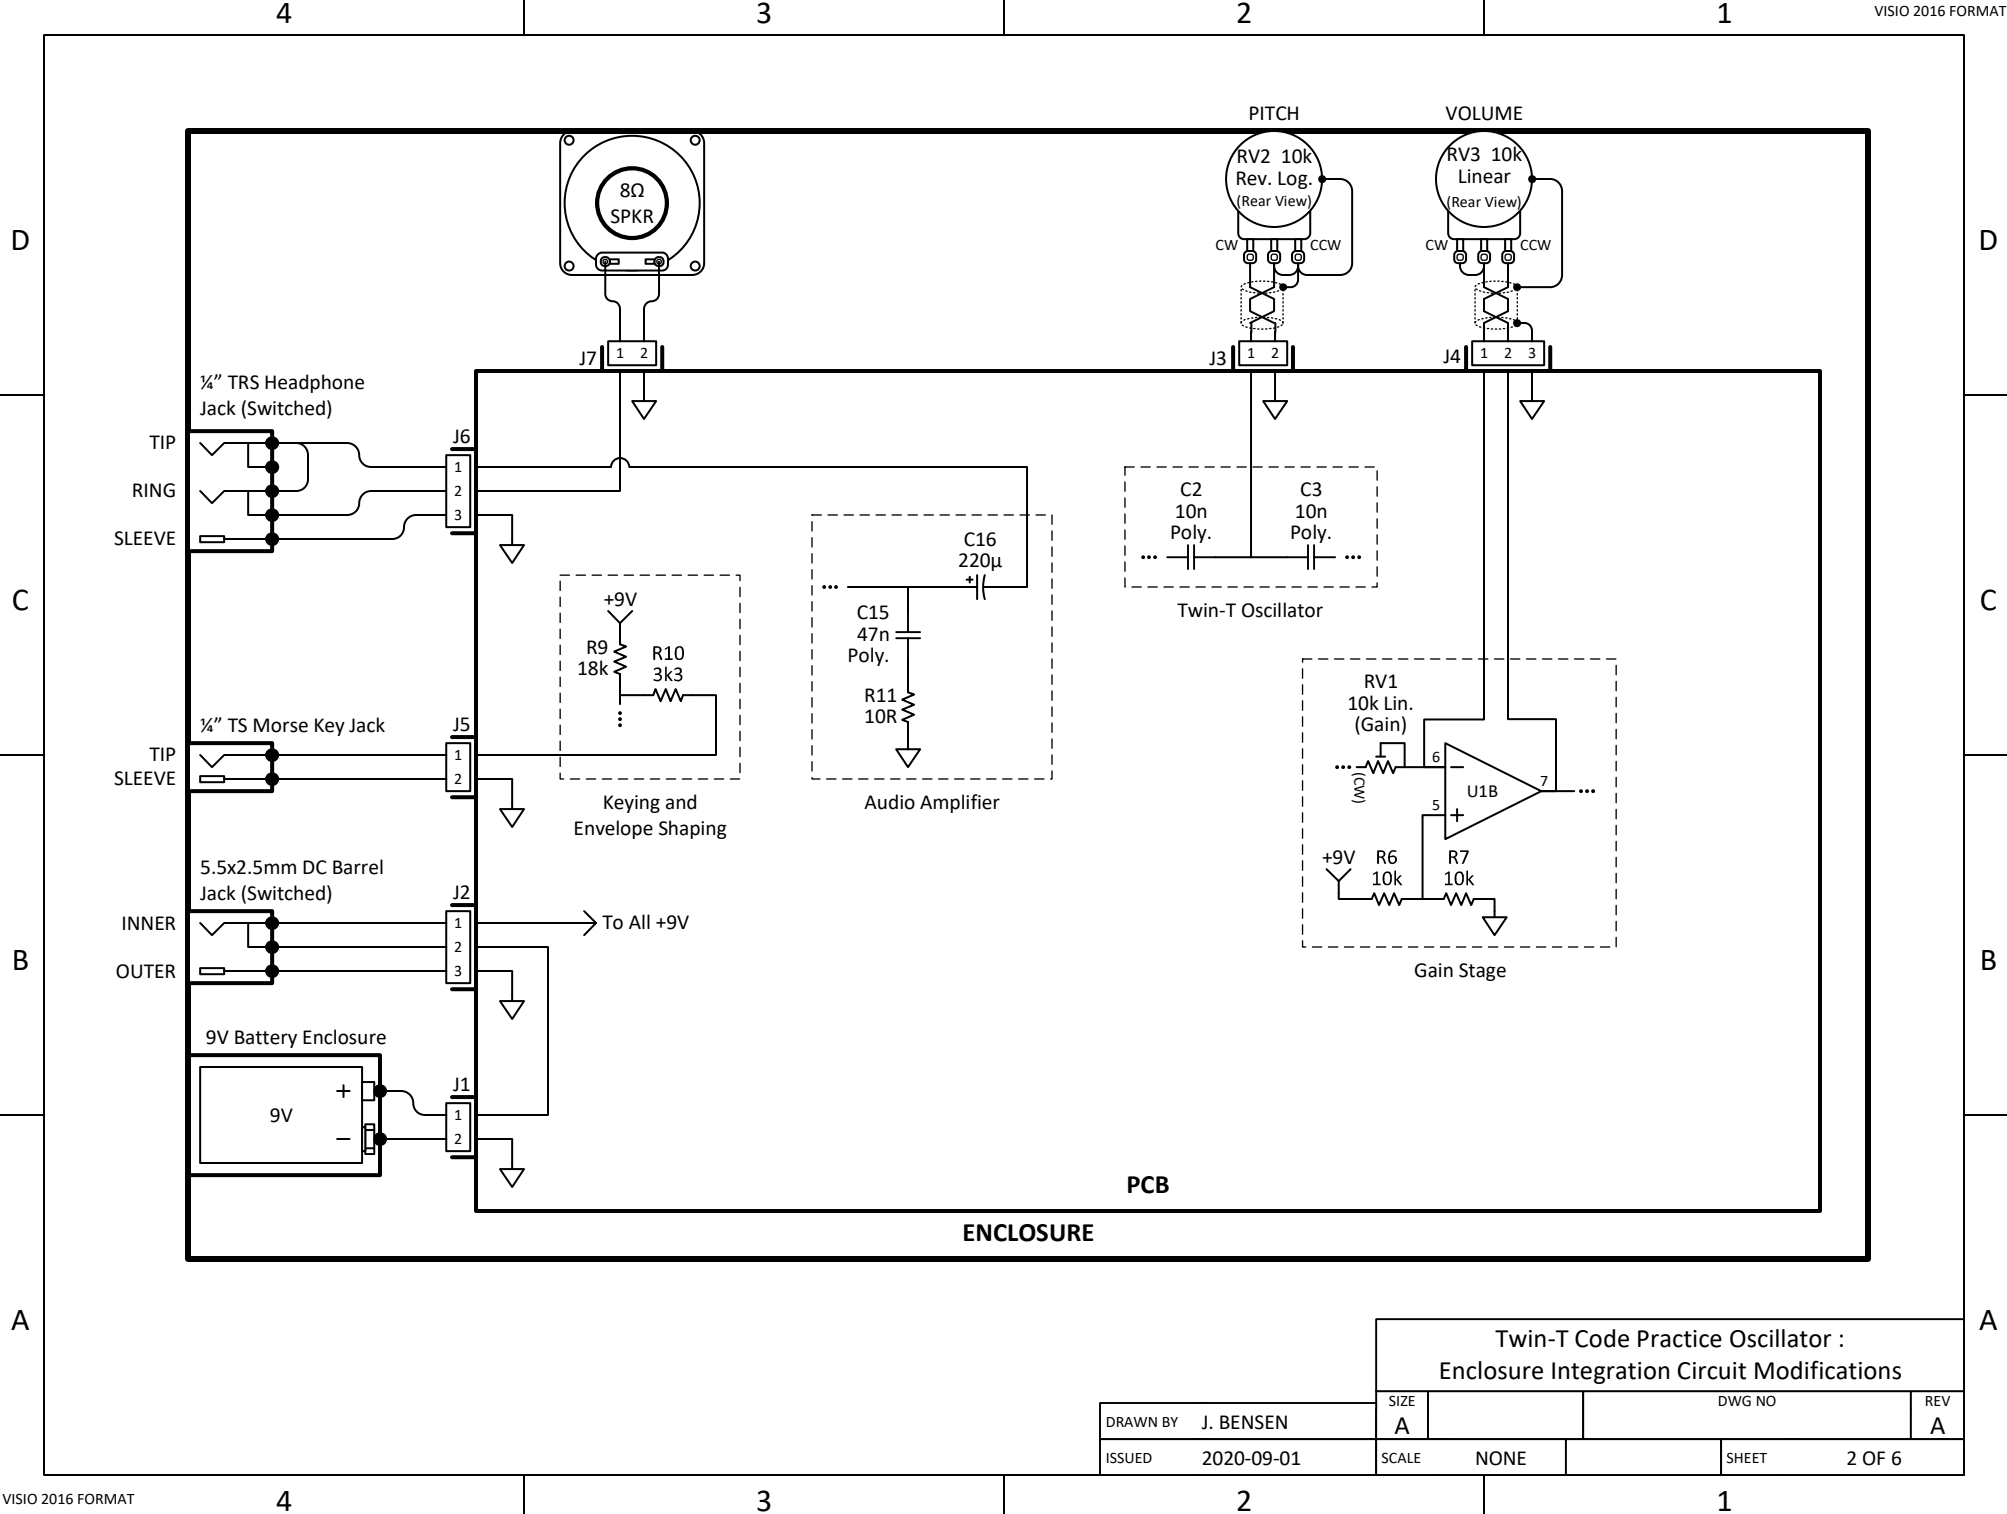 4
3
2
1
VISIO 2016 FORMAT
PITCH
VOLUME
8Ω
SPKR
RV2 10k
Rev. Log.
(Rear View)
RV3 10k
Linear
(Rear View)
D
D
CW
CCW
CW
CCW
J7
1 2
J3
1 2
J4
1 2 3
¼” TRS Headphone
Jack (Switched)
TIP
RING
SLEEVE
J6
1
2
3
C2
10n
Poly.
C3
10n
Poly.
...
...
Twin-T Oscillator
C16
220µ
+
...
C15
47n
Poly.
R11
10R
Audio Amplifier
C
C
+9V
R9
18k
R10
3k3
...
Keying and
Envelope Shaping
¼” TS Morse Key Jack
TIP
SLEEVE
J5
1
2
RV1
10k Lin.
(Gain)
...
(CW)
6
−
5
+
U1B
7
...
+9V
R6
10k
R7
10k
Gain Stage
5.5x2.5mm DC Barrel
Jack (Switched)
INNER
OUTER
J2
1
2
3
To All +9V
B
B
9V Battery Enclosure
9V
+
−
J1
1
2
PCB
ENCLOSURE
A
A
Twin-T Code Practice Oscillator :
Enclosure Integration Circuit Modifications
DRAWN BY J. BENSEN
SIZE
A
DWG NO
REV
A
ISSUED 2020-09-01
SCALE NONE
SHEET 2 OF 6
VISIO 2016 FORMAT
4
3
2
1